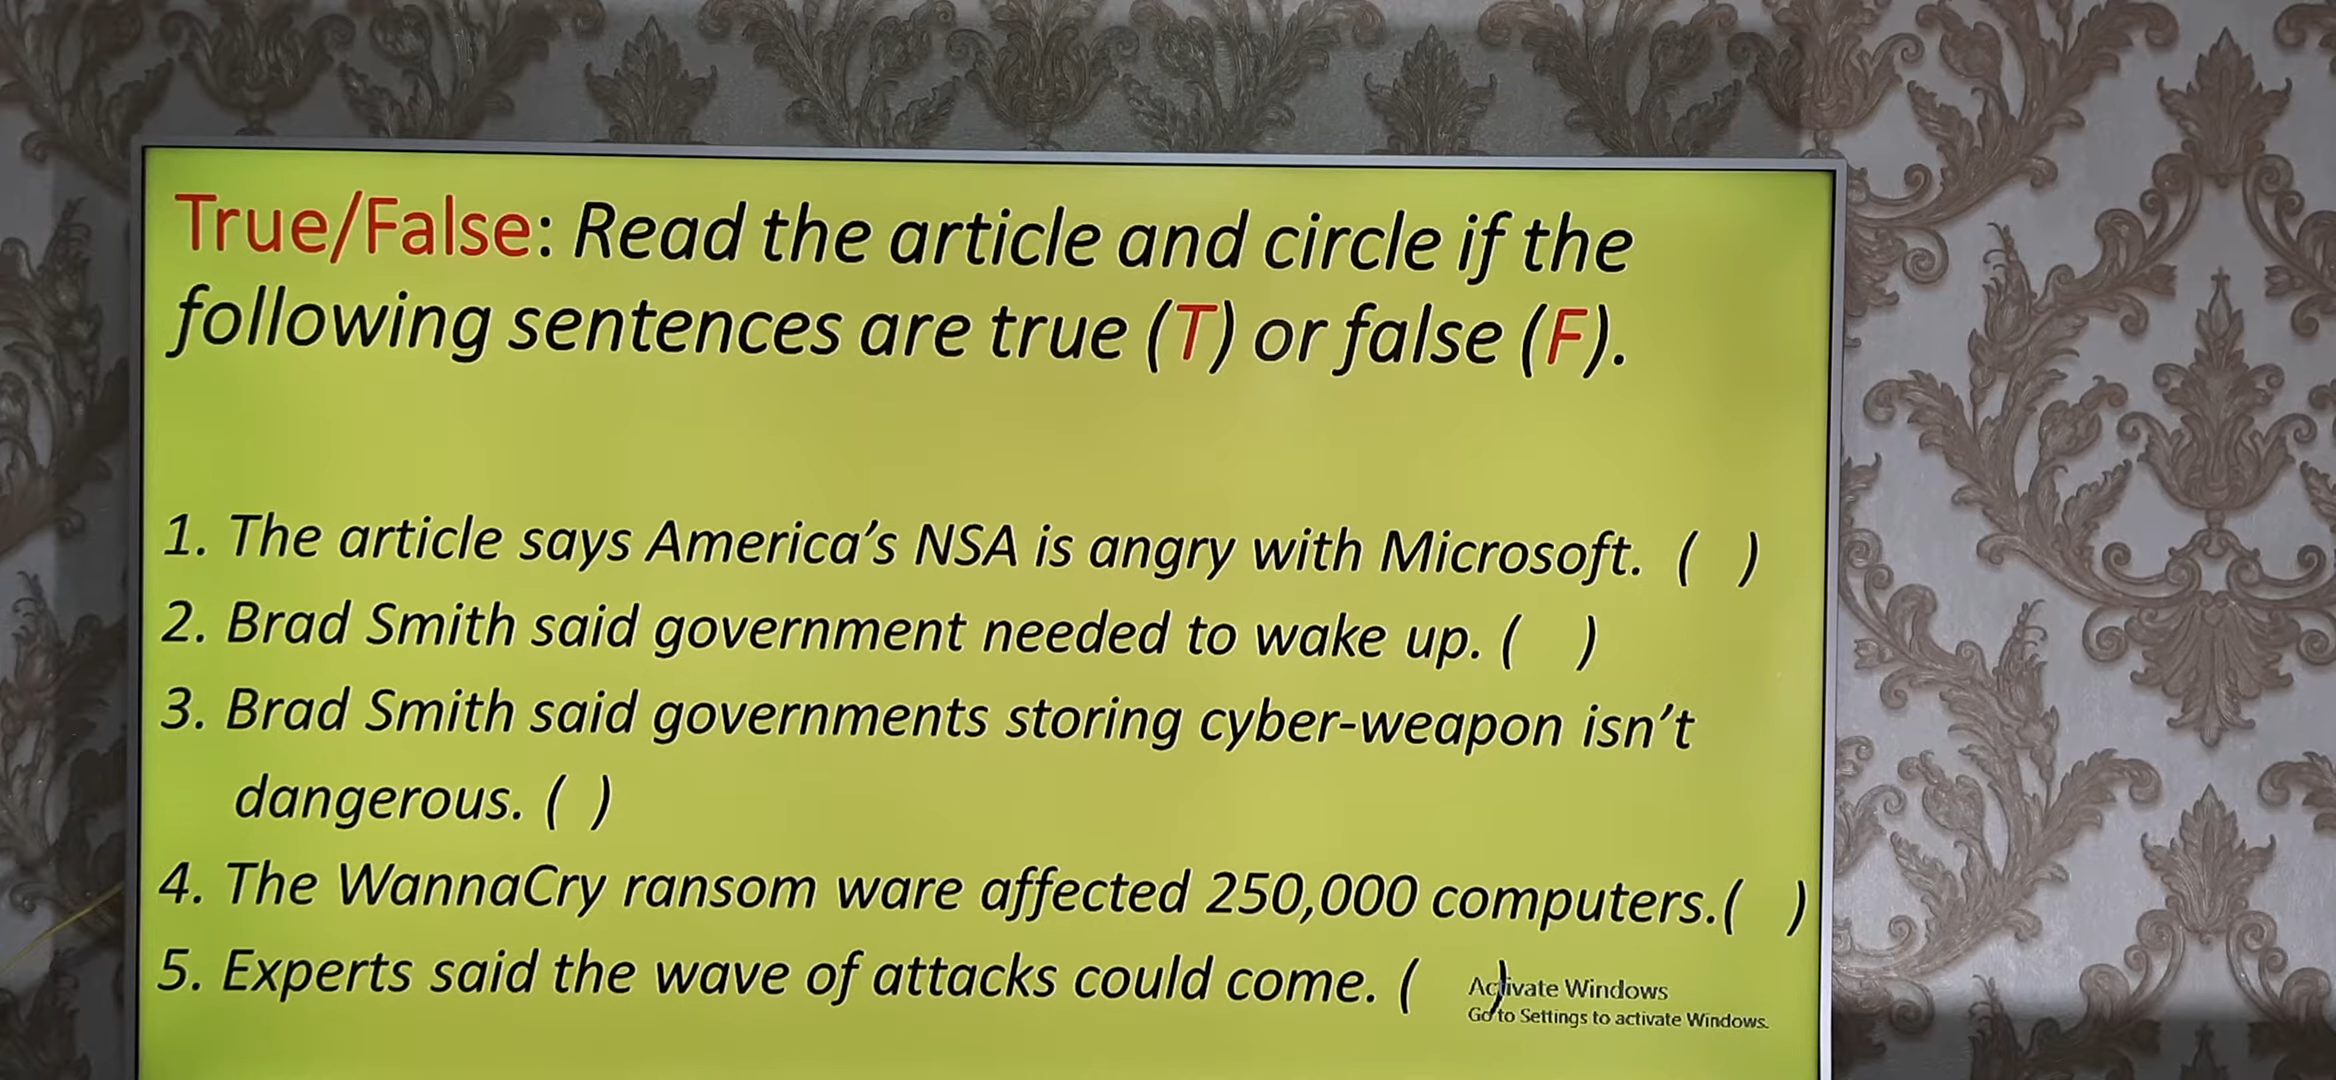 True/False: Read the article and circle if the
following sentences are true (T) or false (F).
1. The article says America's NSA is angry with Microsoft. ( )
2. Brad Smith said government needed to wake up. ( )
3. Brad Smith said governments storing cyber-weapon isn't
dangerous. ( )
4. The WannaCry ransom ware affected 250,000 computers.( )
5. Experts said the wave of attacks could come. ( )
Activate Windows
Go to Settings to activate Windows.